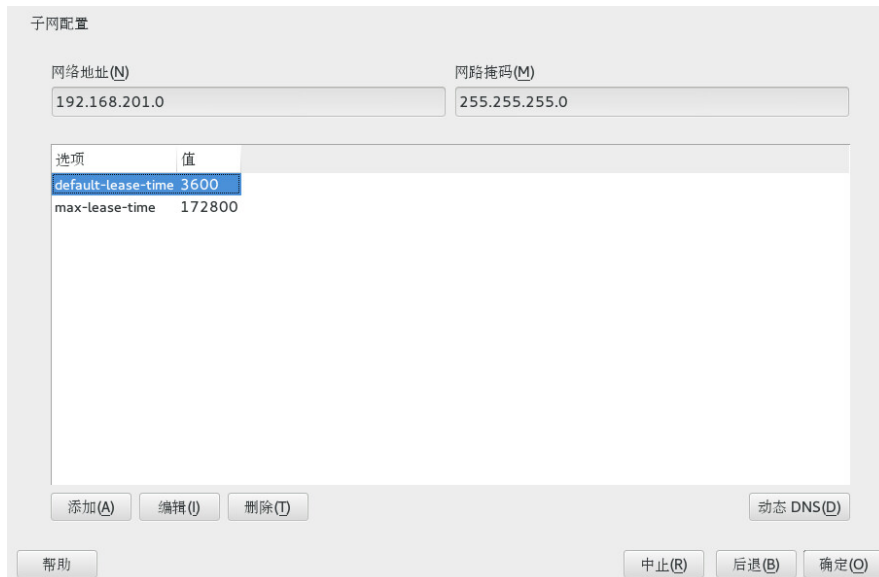 子网配置
网络地址(N) 网路掩码(M)
192.168.201.0 255.255.255.0
选项 值
default-lease-time 3600
max-lease-time 172800
添加(A) 编辑(I) 删除(T) 动态 DNS(D)
帮助 中止(R) 后退(B) 确定(O)